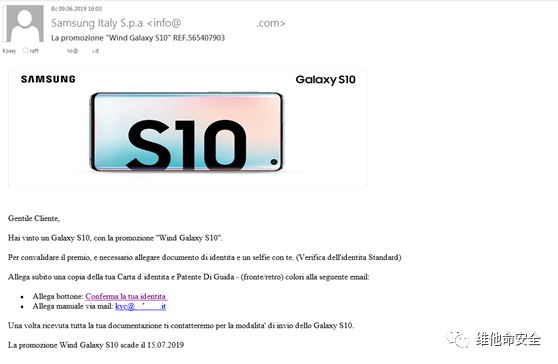 Вс 09.06.2019 16:03
Samsung Italy S.p.a <info@ .com>
La promozione "Wind Galaxy S10" REF.565407903
Кому raff .it
SAMSUNG Galaxy S10
S10
Gentile Cliente,
Hai vinto un Galaxy S10, con la promozione "Wind Galaxy S10".
Per convalidare il premio, e necessario allegare documento di identita e un selfie con te. (Verifica dell'identita Standard)
Allega subito una copia della tua Carta d identita e Patente Di Guida - (fronte/retro) colori alla seguente email:
• Allega bottone: Conferma la tua identita
• Allega manuale via mail: kyc@ .it
Una volta ricevuta tutta la tua documentazione ti contatteremo per la modalita' di invio dello Galaxy S10.
La promozione Wind Galaxy S10 scade il 15.07.2019
维他命安全